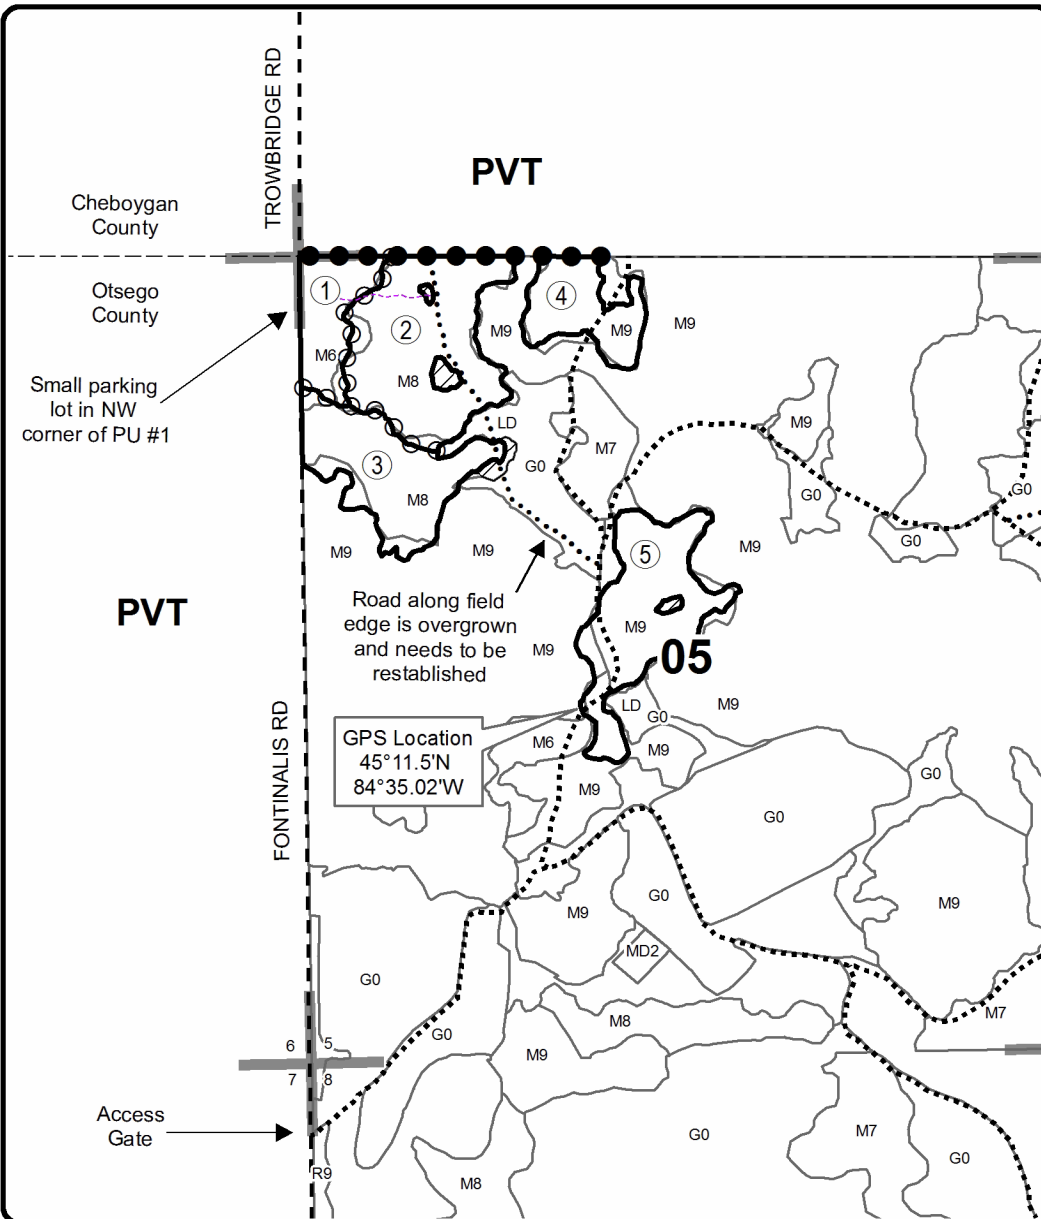 TROWBRIDGE RD
PVT
Cheboygan
County
Otsego
County
1
4
2
M9
M9
M9
M6
Small parking
lot in NW
corner of PU #1
M8
LD
M9
M7
3
G0
M8
G0
G0
M9
M9
G0
5
M9
Road along field
edge is overgrown
and needs to be
restablished
PVT
M9
M9
05
LD
G0
M9
FONTINALIS RD
GPS Location
45°11.5'N
84°35.02'W
M6
M9
G0
M9
G0
G0
M9
M9
MD2
G0
M8
M7
G0
6 5
M9
7 8
Access
Gate
G0
M7
G0
R9
M8